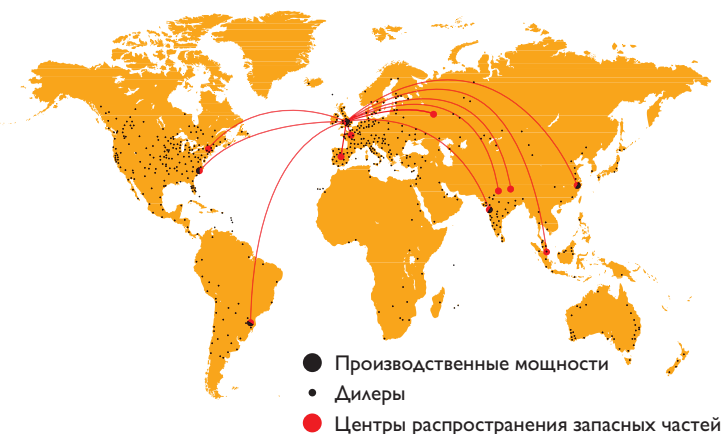 Производственные мощности
Дилеры
Центры распространения запасных частей